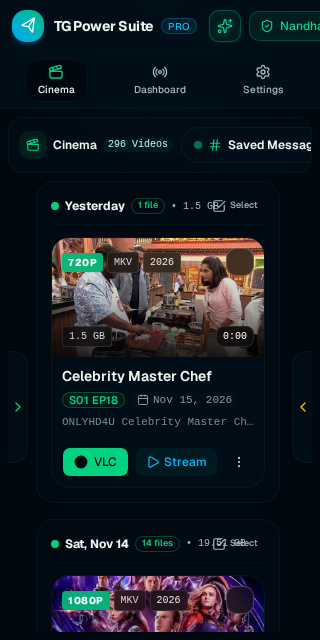 TG Power Suite PRO Nandha
Cinema Dashboard Settings
Cinema 296 Videos # Saved Messag
Yesterday 1 file • 1.5 GB Select
720P MKV 2026
1.5 GB 0:00
Celebrity Master Chef
S01 EP18 Nov 15, 2026
ONLYHD4U Celebrity Master Ch…
VLC Stream
Sat, Nov 14 14 files • Select
1080P MKV 2026